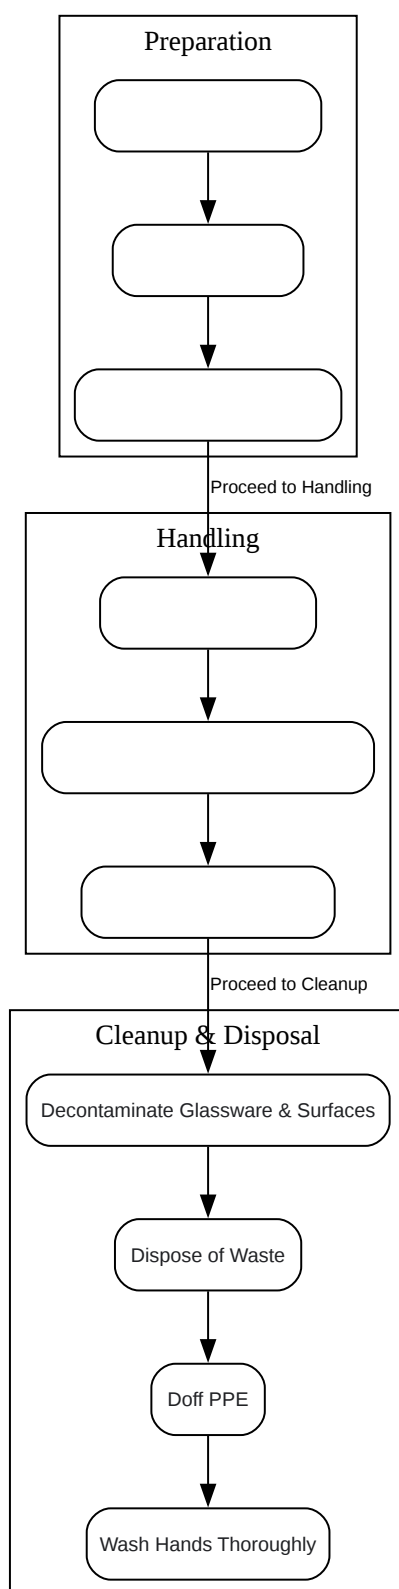 Preparation
Proceed to Handling
Handling
Proceed to Cleanup
Cleanup & Disposal
Decontaminate Glassware & Surfaces
Dispose of Waste
Doff PPE
Wash Hands Thoroughly